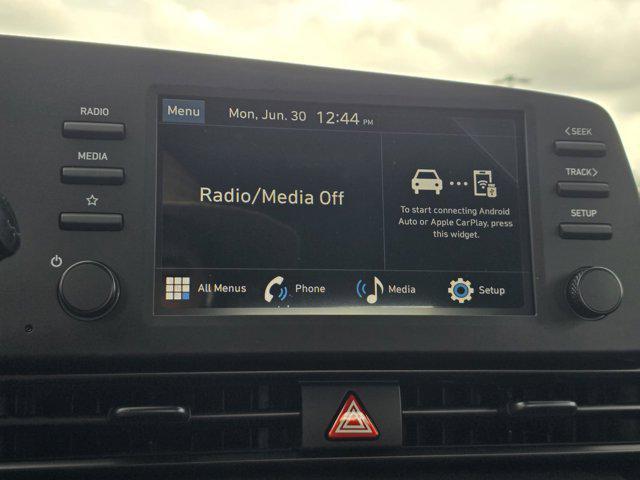 RADIO
MEDIA
Menu
Mon, Jun. 30 12:44 PM
Radio/Media Off
To start connecting Android
Auto or Apple CarPlay, press
this widget.
All Menus
Phone
Media
Setup
<SEEK
TRACK>
SETUP